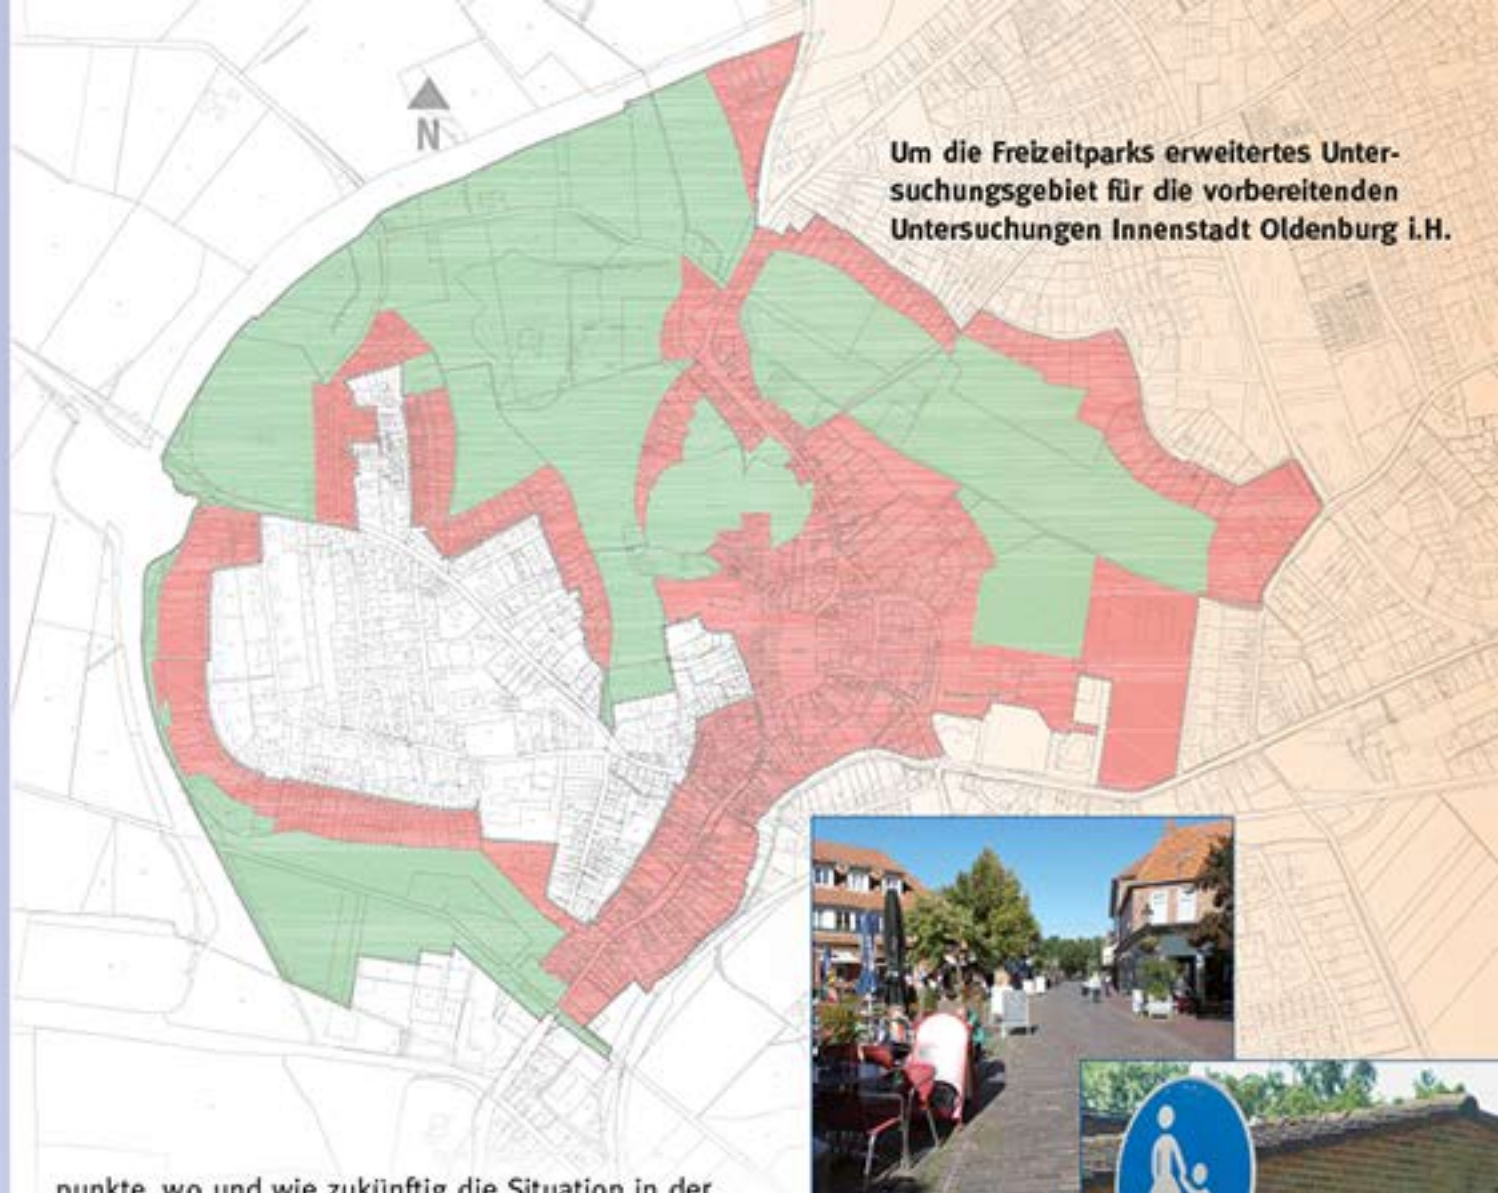 N
Um die Freizeitparks erweitertes Unter-
suchungsgebiet für die vorbereitenden
Untersuchungen Innenstadt Oldenburg i.H.
punkte, wo und wie zukünftig die Situation in der